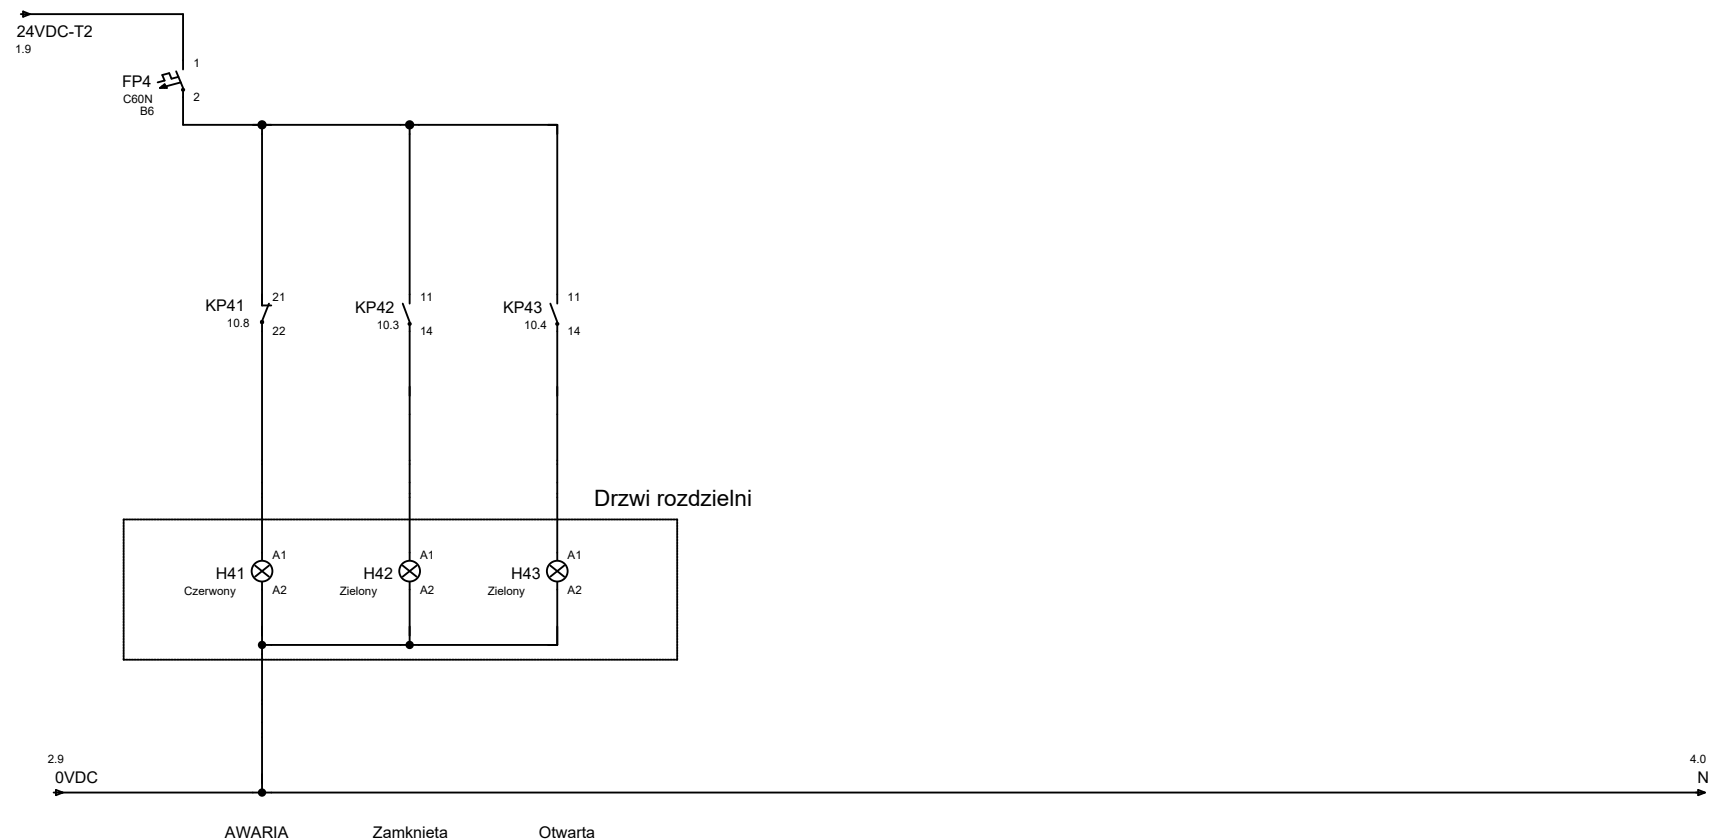 24VDC-T2
1.9
1
FP4
C60N
2
B6
KP41
21
10.8
22
KP42
11
10.3
14
KP43
11
10.4
14
Drzwi rozdzielni
H41
A1
Czerwony
A2
H42
A1
Zielony
A2
H43
A1
Zielony
A2
2.9
0VDC
4.0
N
AWARIA
Zamknięta
Otwarta